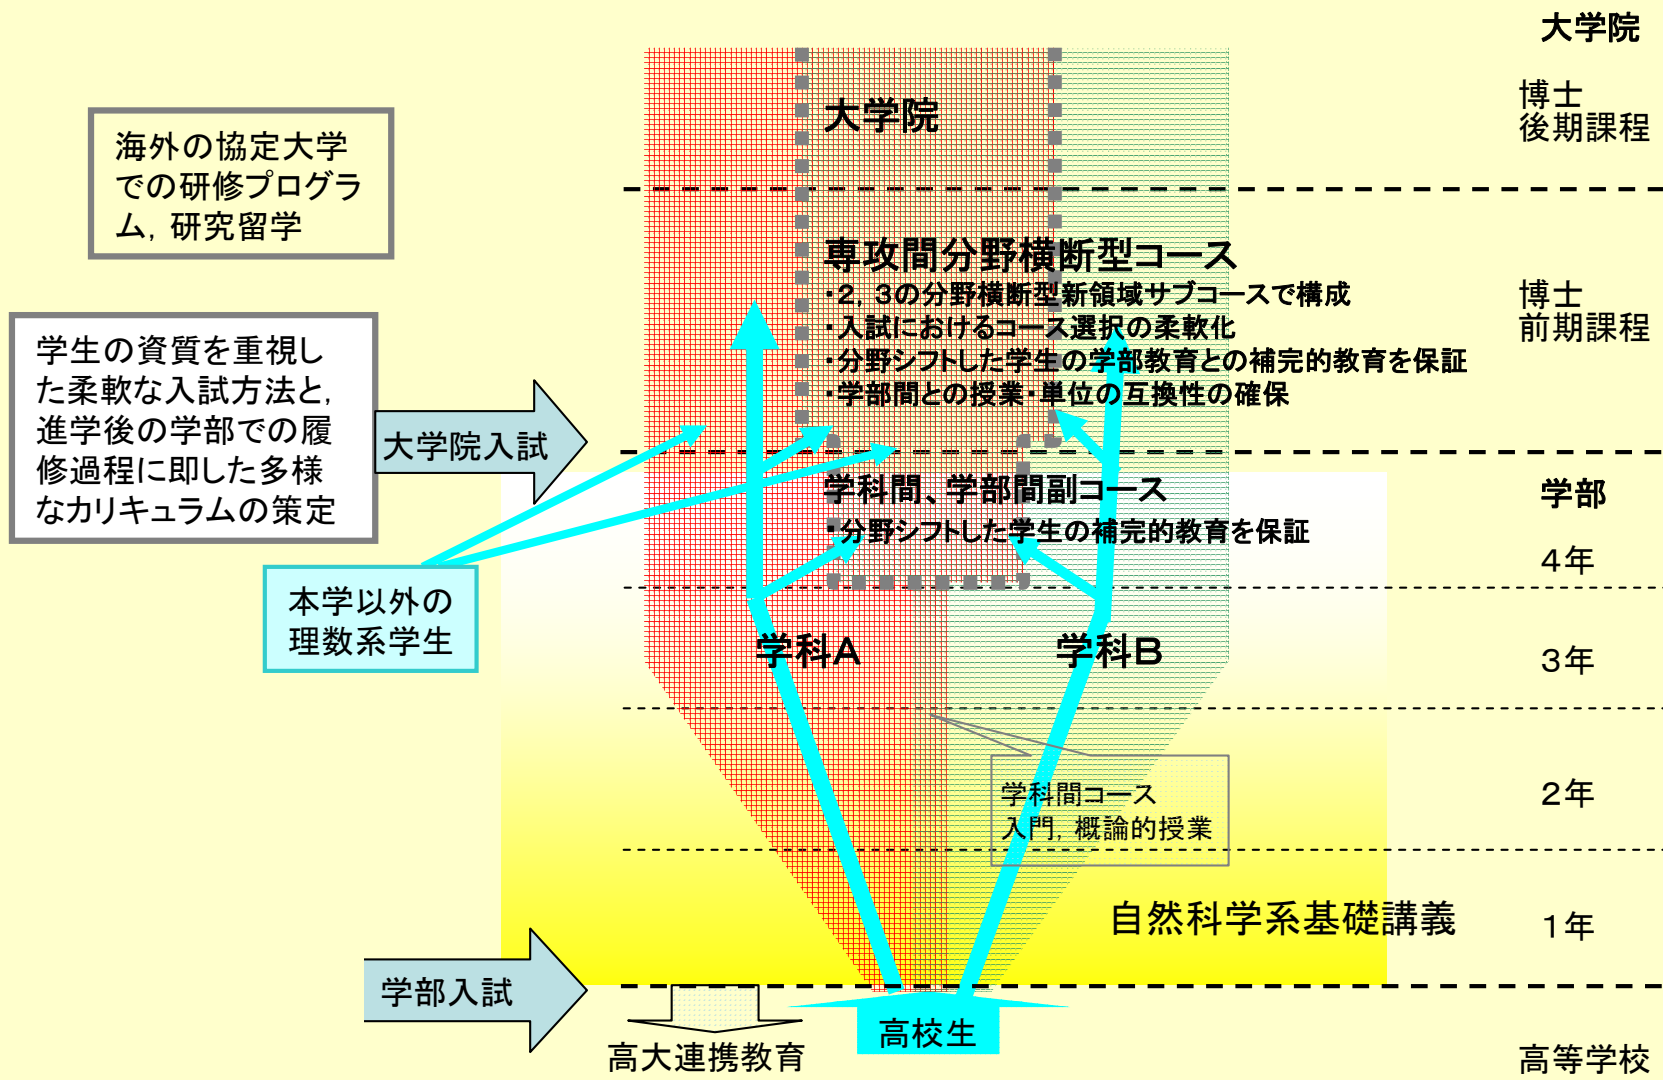 大学院
博士
後期課程
大学院
海外の協定大学
での研修プログラ
ム, 研究留学
専攻間分野横断型コース
・2, 3の分野横断型新領域サブコースで構成
・入試におけるコース選択の柔軟化
・分野シフトした学生の学部教育との補完的教育を保証
・学部間との授業・単位の互換性の確保
博士
前期課程
学生の資質を重視し
た柔軟な入試方法と,
進学後の学部での履
修過程に即した多様
なカリキュラムの策定
大学院入試
学科間、学部間副コース
・分野シフトした学生の補完的教育を保証
学部
4年
本学以外の
理数系学生
学科A
学科B
3年
学科間コース
入門, 概論的授業
2年
自然科学系基礎講義
1年
学部入試
高校生
高大連携教育
高等学校